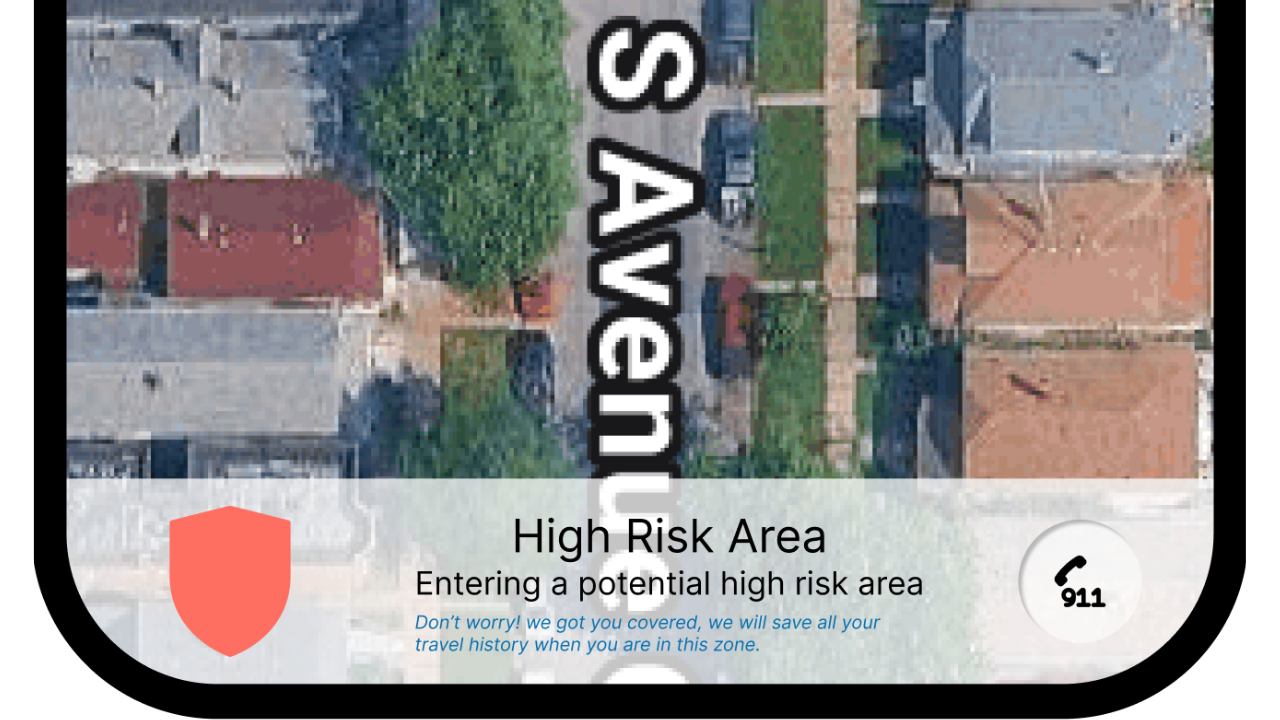 S Avenue
High Risk Area
Entering a potential high risk area
Don't worry! we got you covered, we will save all your
travel history when you are in this zone.
911